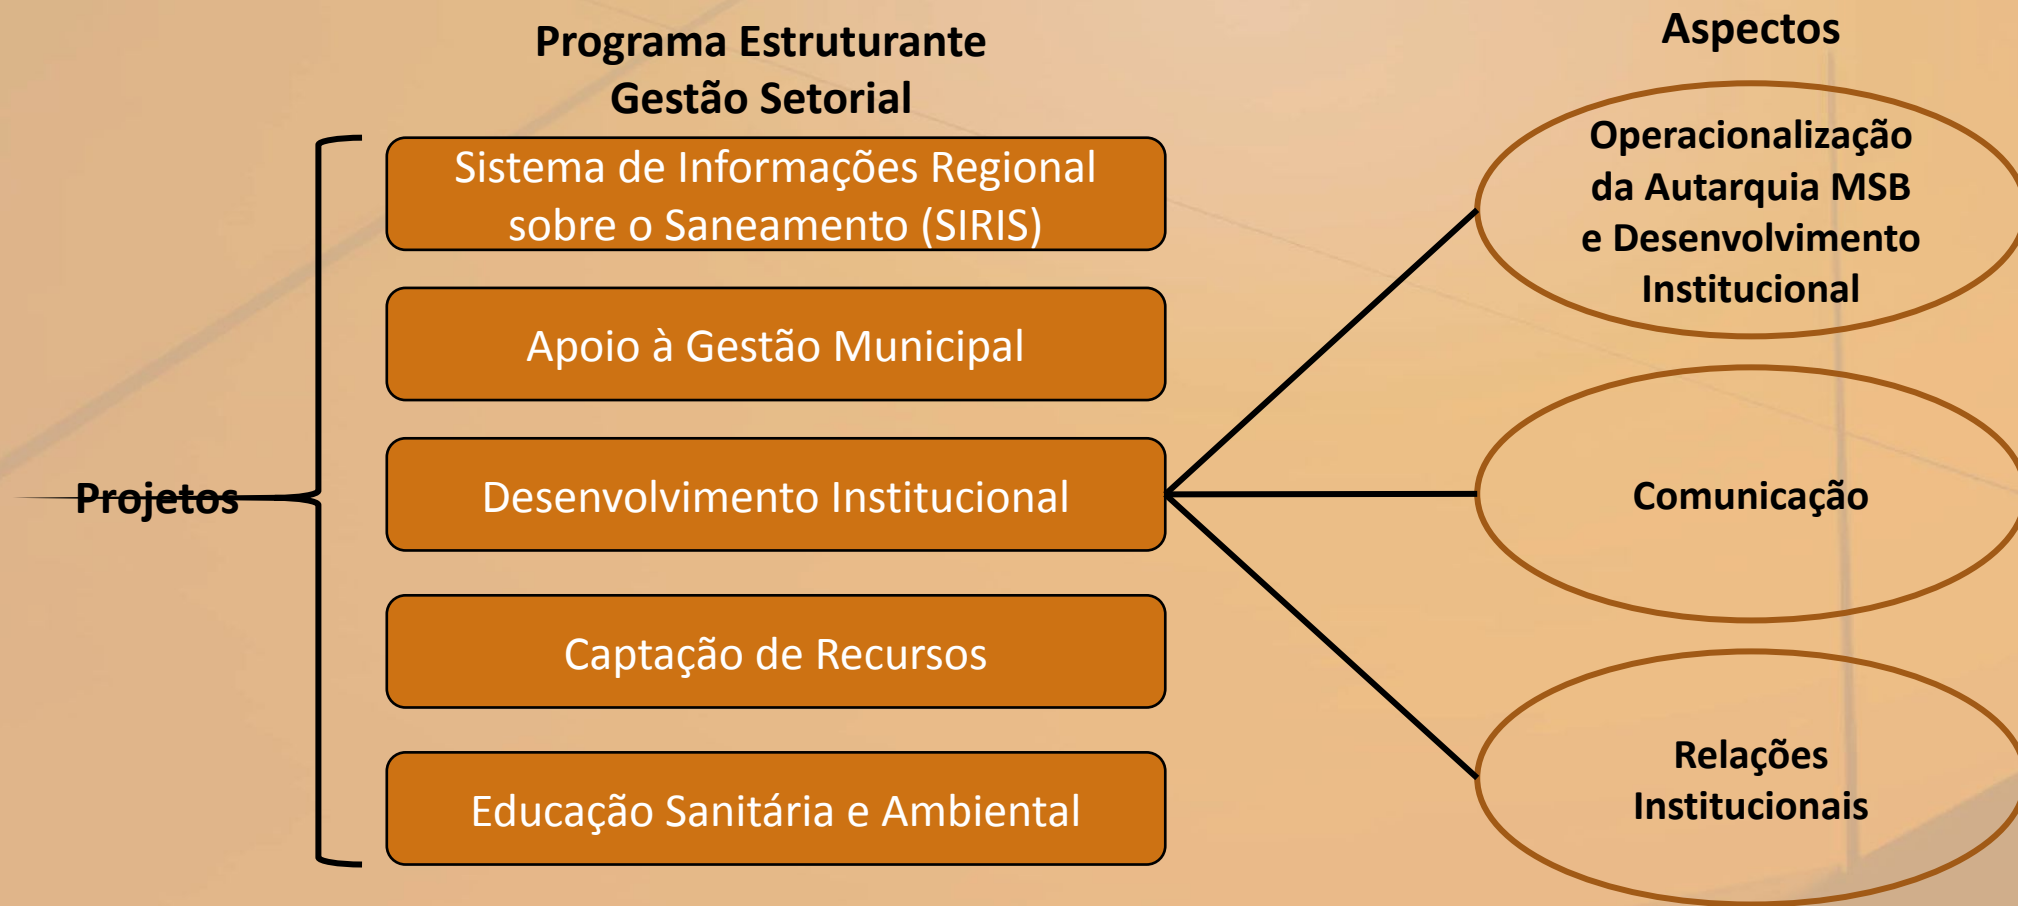 Programa Estruturante
Gestão Setorial
Projetos
Sistema de Informações Regional
sobre o Saneamento (SIRIS)
Apoio à Gestão Municipal
Desenvolvimento Institucional
Captação de Recursos
Educação Sanitária e Ambiental
Aspectos
Operacionalização
da Autarquia MSB
e Desenvolvimento
Institucional
Comunicação
Relações
Institucionais